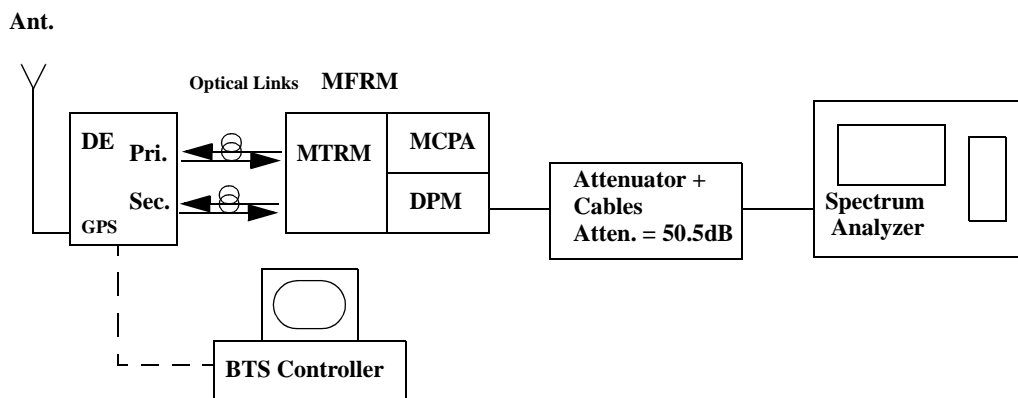 Ant.
Optical Links MFRM
DE
Pri.
MTRM
MCPA
Sec.
DPM
GPS
Attenuator +
Cables
Atten. = 50.5dB
Spectrum
Analyzer
BTS Controller